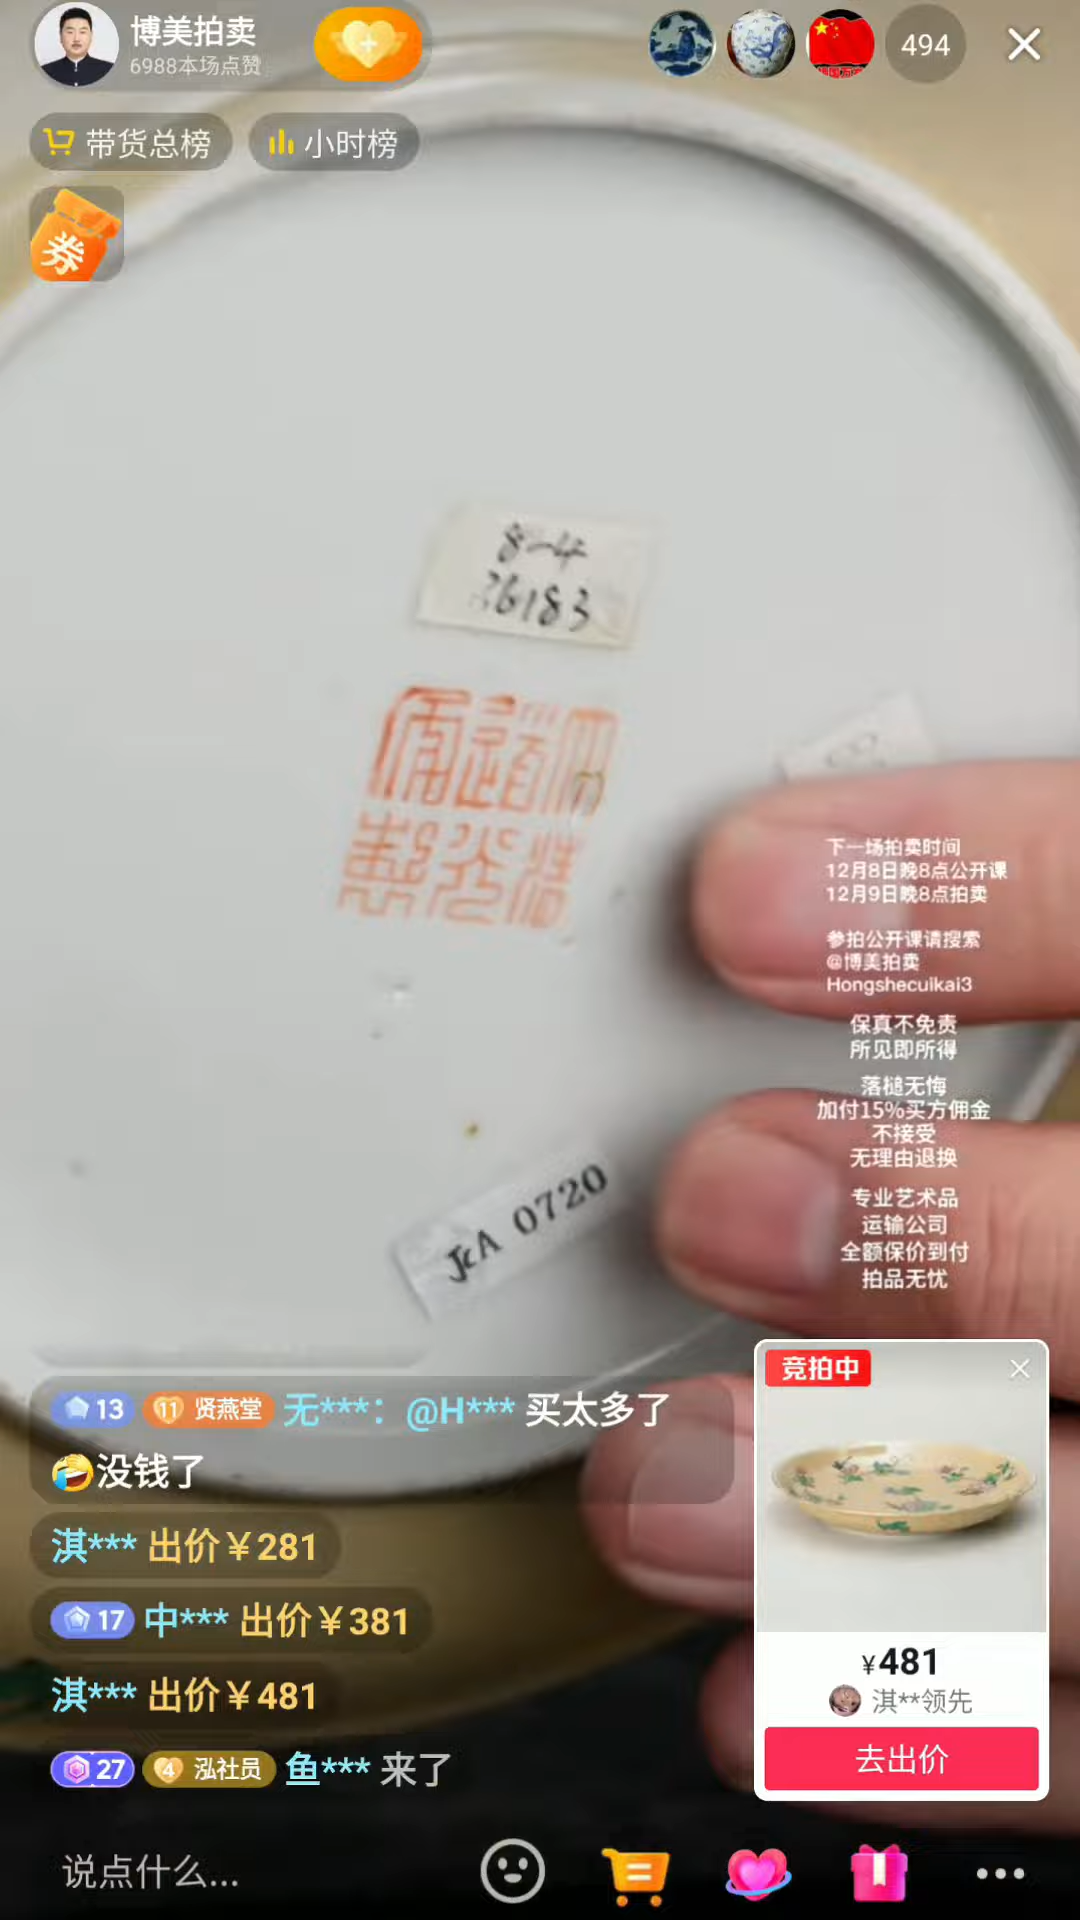 博美拍卖
6988本场点赞
494
带货总榜
小时榜
券
8-4
26183
JCA 0720
下一场拍卖时间
12月8日晚8点公开课
12月9日晚8点拍卖
参拍公开课请搜索
@博美拍卖
Hongshecuikai3
保真不免责
所见即所得
落槌无悔
加付15%买方佣金
不接受
无理由退换
专业艺术品
运输公司
全额保价到付
拍品无忧
13 11 贤燕堂 无***：@H*** 买太多了
没钱了
淇*** 出价¥281
17 中*** 出价¥381
淇*** 出价¥481
27 4 泓社员 鱼*** 来了
竞拍中
¥481
淇**领先
去出价
说点什么...